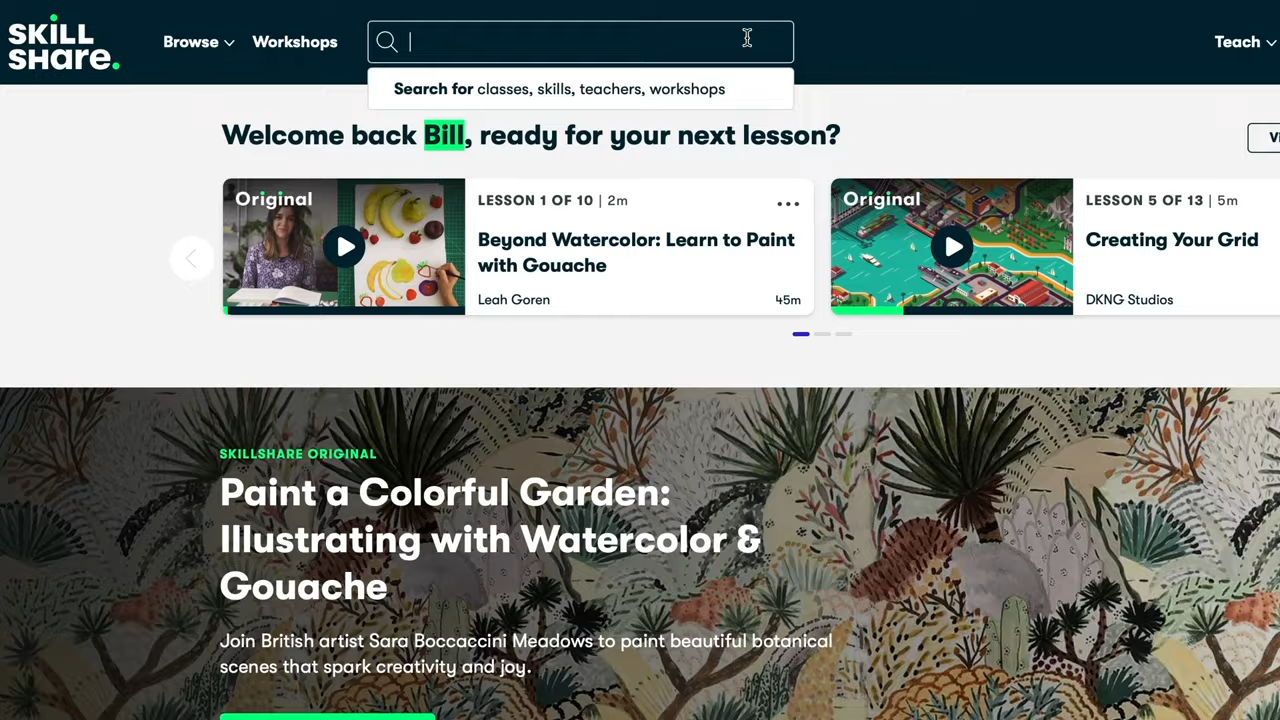 SKILL
SHare.
Browse
Workshops
Teach
Search for classes, skills, teachers, workshops
Welcome back Bill, ready for your next lesson?
Original
LESSON 1 OF 10 | 2m
Beyond Watercolor: Learn to Paint
with Gouache
Leah Goren
45m
Original
LESSON 5 OF 13 | 5m
Creating Your Grid
DKNG Studios
SKILLSHARE ORIGINAL
Paint a Colorful Garden:
Illustrating with Watercolor &
Gouache
Join British artist Sara Boccaccini Meadows to paint beautiful botanical
scenes that spark creativity and joy.